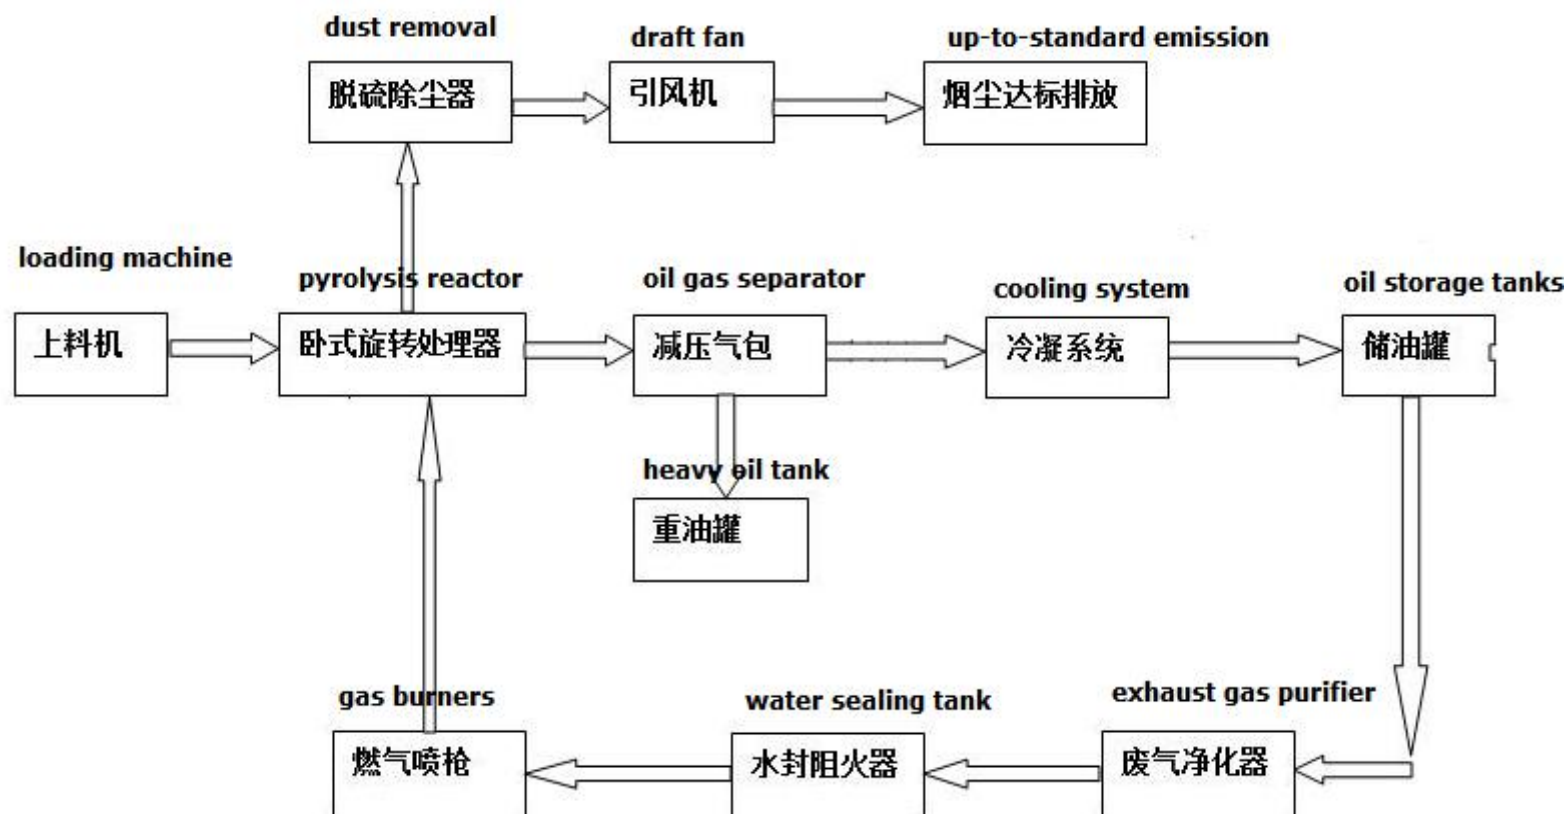 dust removal
draft fan
up-to-standard emission
脱硫除尘器
引风机
烟尘达标排放
loading machine
pyrolysis reactor
oil gas separator
cooling system
oil storage tanks
上料机
卧式旋转处理器
减压气包
冷凝系统
储油罐
heavy oil tank
重油罐
gas burners
water sealing tank
exhaust gas purifier
燃气喷枪
水封阻火器
废气净化器